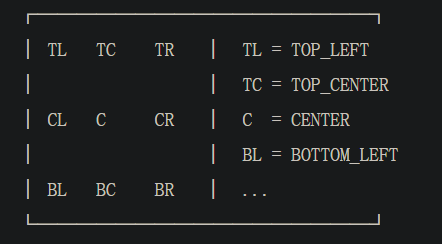 ┌──────────────────────────────┐
│ TL   TC    TR   │  TL = TOP_LEFT
│                 │  TC = TOP_CENTER
│ CL   C     CR   │  C  = CENTER
│                 │  BL = BOTTOM_LEFT
│ BL   BC    BR   │  ...
└──────────────────────────────┘